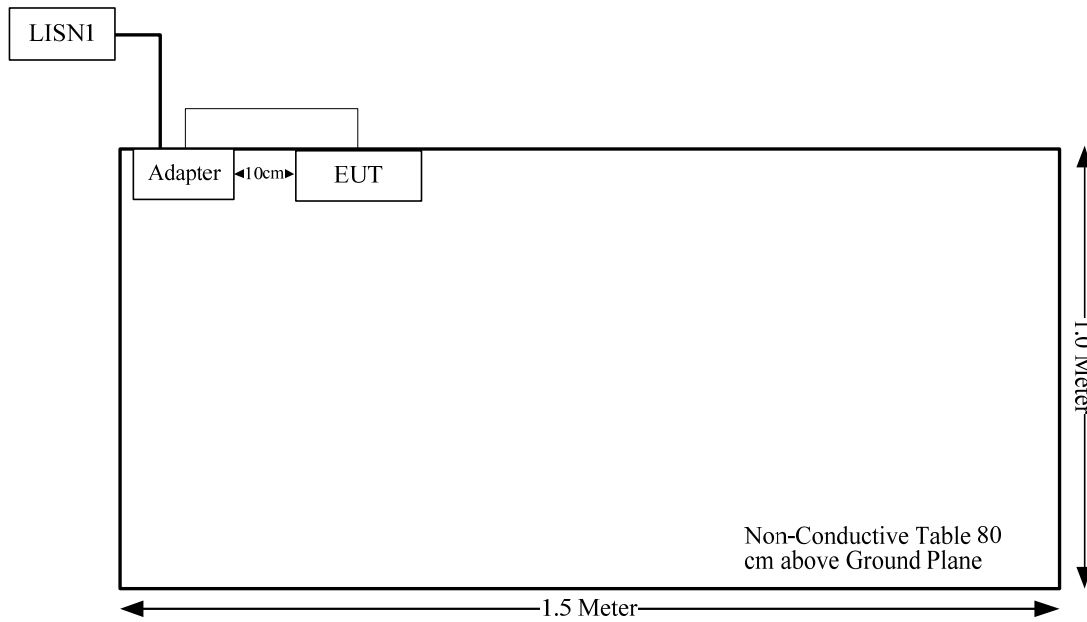 LISN1
Adapter
10cm
EUT
1.0 Meter
Non-Conductive Table 80
cm above Ground Plane
1.5 Meter